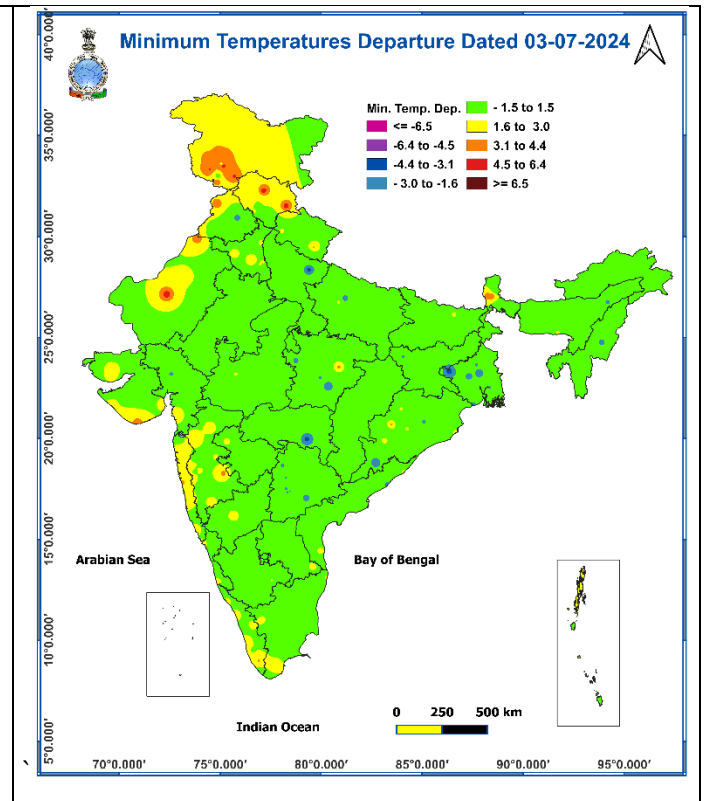 Minimum Temperatures Departure Dated 03-07-2024
Min. Temp. Dep.
<= -6.5
-6.4 to -4.5
-4.4 to -3.1
- 3.0 to -1.6
- 1.5 to 1.5
1.6 to 3.0
3.1 to 4.4
4.5 to 6.4
>= 6.5
40°0.000'
35°0.000'
30°0.000'
25°0.000'
20°0.000'
15°0.000'
10°0.000'
5°0.000'
Arabian Sea
Bay of Bengal
Indian Ocean
0 250 500 km
70°0.000' 75°0.000' 80°0.000' 85°0.000' 90°0.000' 95°0.000'